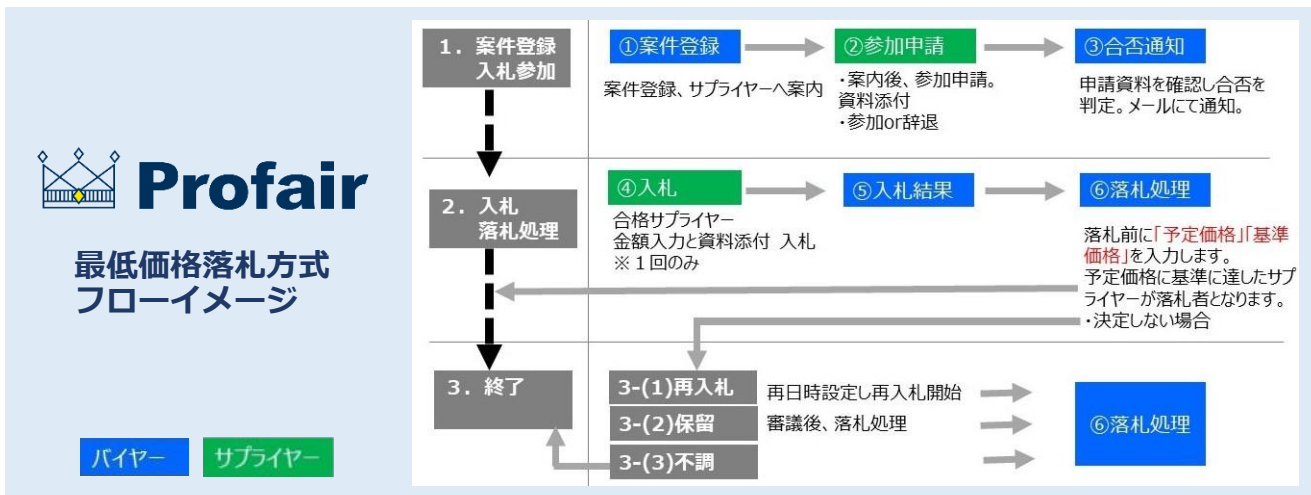 Profair
最低価格落札方式
フローイメージ
バイヤー
サプライヤー
1. 案件登録
入札参加
①案件登録
②参加申請
③合否通知
案件登録、サプライヤーへ案内
・案内後、参加申請。
資料添付
・参加or辞退
申請資料を確認し合否を
判定。メールにて通知。
2. 入札
落札処理
④入札
⑤入札結果
⑥落札処理
合格サプライヤー
金額入力と資料添付 入札
※１回のみ
落札前に「予定価格」「基準
価格」を入力します。
予定価格に基準に達したサプ
ライヤーが落札者となります。
・決定しない場合
3. 終了
3-(1)再入札
再日時設定し再入札開始
3-(2)保留
審議後、落札処理
3-(3)不調
⑥落札処理